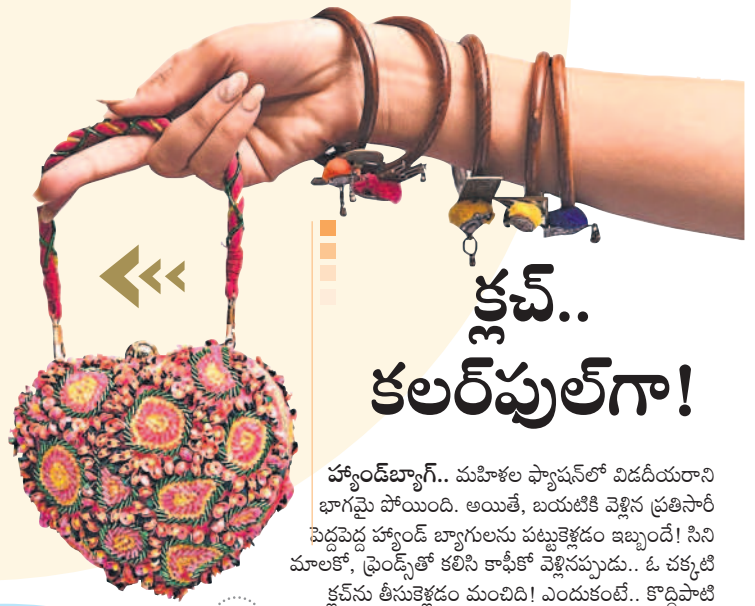 క్లచ్..
కలర్‌ఫుల్‌గా!
హ్యాండ్‌బ్యాగ్.. మహిళల ఫ్యాషన్‌లో విడదీయరాని
భాగమై పోయింది. అయితే, బయటికి వెళ్లిన ప్రతిసారీ
పెద్దపెద్ద హ్యాండ్ బ్యాగులను పట్టుకెళ్లడం ఇబ్బందే! సిని
మాలకో, ఫ్రెండ్స్‌తో కలిసి కాఫీకో వెళ్లినప్పుడు.. ఓ చక్కటి
క్లచ్‌ను తీసుకెళ్లడం మంచిది! ఎందుకంటే.. కొద్దిపాటి